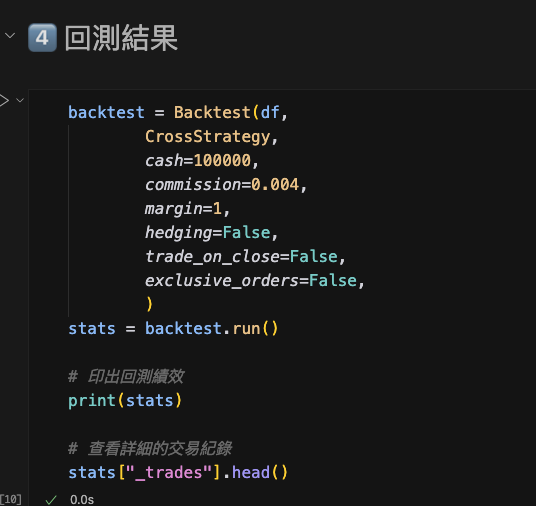 4 回測結果
backtest = Backtest(df,
CrossStrategy,
cash=100000,
commission=0.004,
margin=1,
hedging=False,
trade_on_close=False,
exclusive_orders=False,
)
stats = backtest.run()
# 印出回測績效
print(stats)
# 查看詳細的交易紀錄
stats["_trades"].head()
[10] ✓ 0.0s